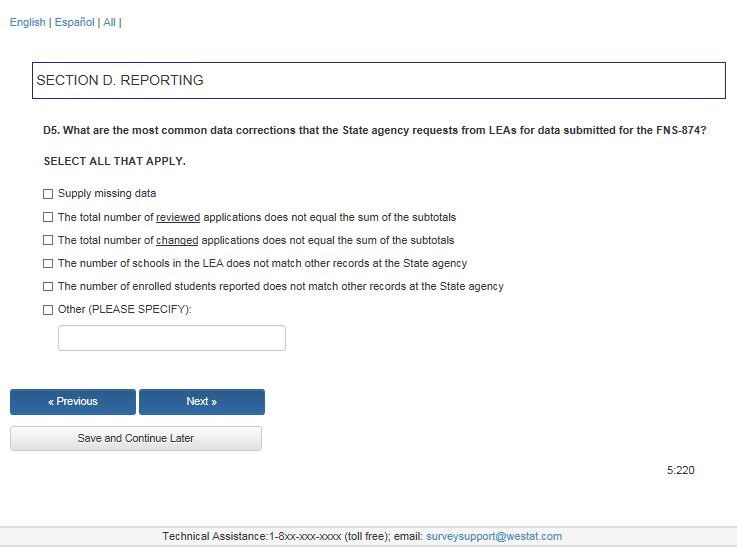 English | Español | All |
SECTION D. REPORTING
D5. What are the most common data corrections that the State agency requests from LEAs for data submitted for the FNS-874?
SELECT ALL THAT APPLY.
Supply missing data
The total number of reviewed applications does not equal the sum of the subtotals
The total number of changed applications does not equal the sum of the subtotals
The number of schools in the LEA does not match other records at the State agency
The number of enrolled students reported does not match other records at the State agency
Other (PLEASE SPECIFY):
« Previous
Next »
Save and Continue Later
5:220
Technical Assistance:1-8xx-xxx-xxxx (toll free); email: surveysupport@westat.com